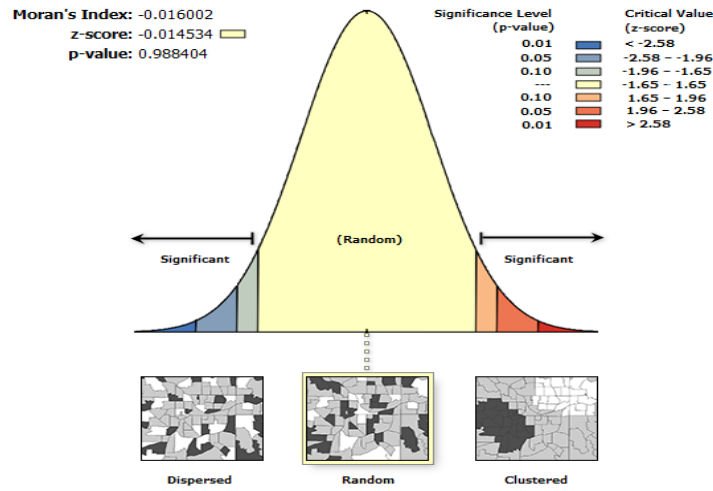 Moran's Index: -0.016002
z-score: -0.014534
p-value: 0.988404
Significance Level
(p-value)
Critical Value
(z-score)
0.01 < -2.58
0.05 -2.58 – -1.96
0.10 -1.96 – -1.65
--- -1.65 – 1.65
0.10 1.65 – 1.96
0.05 1.96 – 2.58
0.01 > 2.58
(Random)
Significant
Significant
Dispersed
Random
Clustered